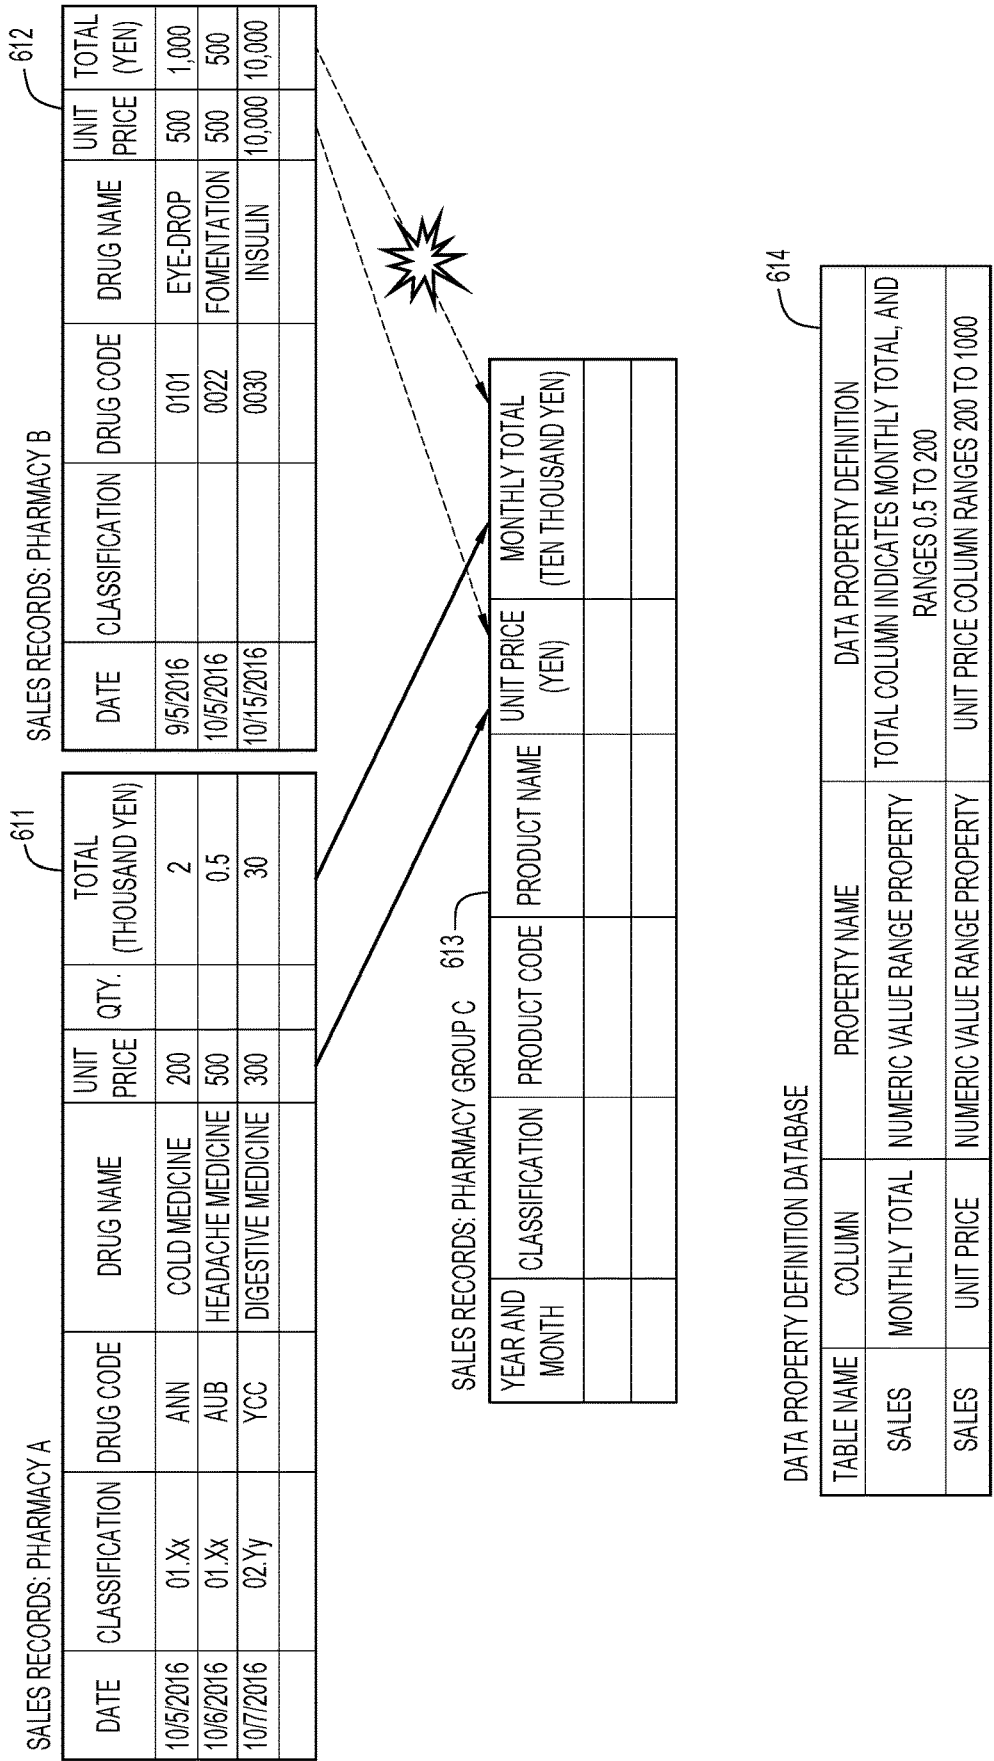 SALES RECORDS: PHARMACY A
611
DATE CLASSIFICATION DRUG CODE DRUG NAME UNIT PRICE QTY. TOTAL (THOUSAND YEN)
10/5/2016 01.Xx ANN COLD MEDICINE 200 2
10/6/2016 01.Xx AUB HEADACHE MEDICINE 500 0.5
10/7/2016 02.Yy YCC DIGESTIVE MEDICINE 300 30
SALES RECORDS: PHARMACY B
612
DATE CLASSIFICATION DRUG CODE DRUG NAME UNIT PRICE TOTAL (YEN)
9/5/2016 0101 EYE-DROP 500 1,000
10/5/2016 0022 FOMENTATION 500 500
10/15/2016 0030 INSULIN 10,000 10,000
SALES RECORDS: PHARMACY GROUP C
613
YEAR AND MONTH CLASSIFICATION PRODUCT CODE PRODUCT NAME UNIT PRICE (YEN) MONTHLY TOTAL (TEN THOUSAND YEN)
DATA PROPERTY DEFINITION DATABASE
614
TABLE NAME COLUMN PROPERTY NAME DATA PROPERTY DEFINITION
SALES MONTHLY TOTAL NUMERIC VALUE RANGE PROPERTY TOTAL COLUMN INDICATES MONTHLY TOTAL, AND
RANGES 0.5 TO 200
SALES UNIT PRICE NUMERIC VALUE RANGE PROPERTY UNIT PRICE COLUMN RANGES 200 TO 1000